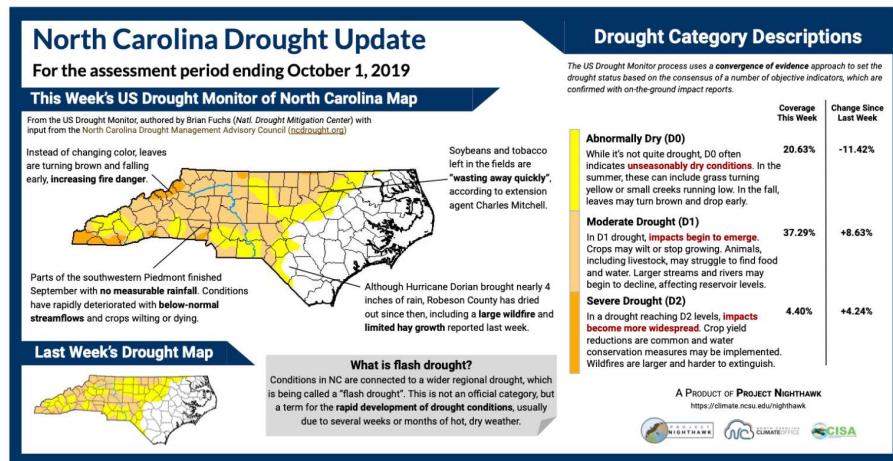 North Carolina Drought Update
For the assessment period ending October 1, 2019
This Week's US Drought Monitor of North Carolina Map
From the US Drought Monitor, authored by Brian Fuchs (Natl. Drought Mitigation Center) with
input from the North Carolina Drought Management Advisory Council (ncdrought.org)
Instead of changing color, leaves
are turning brown and falling
early, increasing fire danger.
Soybeans and tobacco
left in the fields are
"wasting away quickly",
according to extension
agent Charles Mitchell.
Parts of the southwestern Piedmont finished
September with no measurable rainfall. Conditions
have rapidly deteriorated with below-normal
streamflows and crops wilting or dying.
Although Hurricane Dorian brought nearly 4
inches of rain, Robeson County has dried
out since then, including a large wildfire and
limited hay growth reported last week.
Last Week's Drought Map
What is flash drought?
Conditions in NC are connected to a wider regional drought, which
is being called a "flash drought". This is not an official category, but
a term for the rapid development of drought conditions, usually
due to several weeks or months of hot, dry weather.
Drought Category Descriptions
The US Drought Monitor process uses a convergence of evidence approach to set the
drought status based on the consensus of a number of objective indicators, which are
confirmed with on-the-ground impact reports.
Coverage
This Week
Change Since
Last Week
Abnormally Dry (D0)
While it's not quite drought, D0 often
indicates unseasonably dry conditions. In the
summer, these can include grass turning
yellow or small creeks running low. In the fall,
leaves may turn brown and drop early.
20.63%
-11.42%
Moderate Drought (D1)
In D1 drought, impacts begin to emerge.
Crops may wilt or stop growing. Animals,
including livestock, may struggle to find food
and water. Larger streams and rivers may
begin to decline, affecting reservoir levels.
37.29%
+8.63%
Severe Drought (D2)
In a drought reaching D2 levels, impacts
become more widespread. Crop yield
reductions are common and water
conservation measures may be implemented.
Wildfires are larger and harder to extinguish.
4.40%
+4.24%
A Product of Project Nighthawk
https://climate.ncsu.edu/nighthawk
PROJECT
NIGHTHAWK
NC
NORTH CAROLINA
CLIMATE OFFICE
CISA